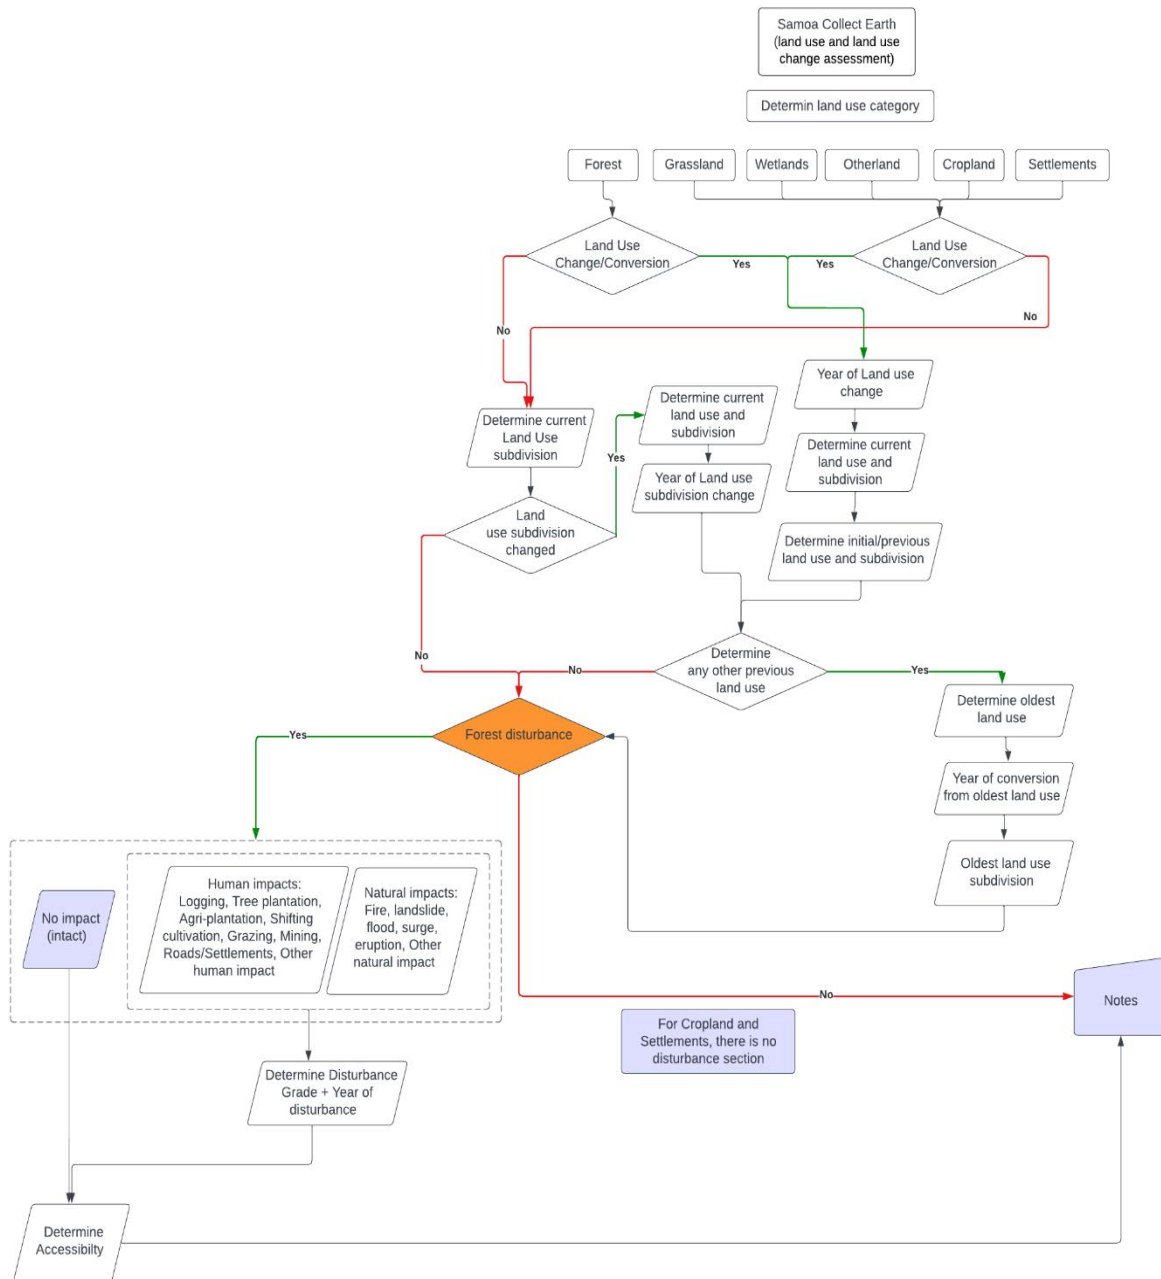 Samoa Collect Earth
(land use and land use
change assessment)
Determin land use category
Forest
Grassland
Wetlands
Otherland
Cropland
Settlements
Land Use
Change/Conversion
Land Use
Change/Conversion
Yes
Yes
No
No
Year of Land use
change
Determine current
land use and
subdivision
Determine current
Land Use
subdivision
Determine current
land use and
subdivision
Yes
Year of Land use
subdivision change
Land
use subdivision
changed
Determine initial/previous
land use and subdivision
No
Determine
any other previous
land use
No
Yes
Determine oldest
land use
Forest disturbance
Yes
Year of conversion
from oldest land use
Oldest land use
subdivision
No impact
(intact)
Human impacts:
Logging, Tree plantation,
Agri-plantation, Shifting
cultivation, Grazing, Mining,
Roads/Settlements, Other
human impact
Natural impacts:
Fire, landslide,
flood, surge,
eruption, Other
natural impact
No
Notes
For Cropland and
Settlements, there is no
disturbance section
Determine Disturbance
Grade + Year of
disturbance
Determine
Accessibilty